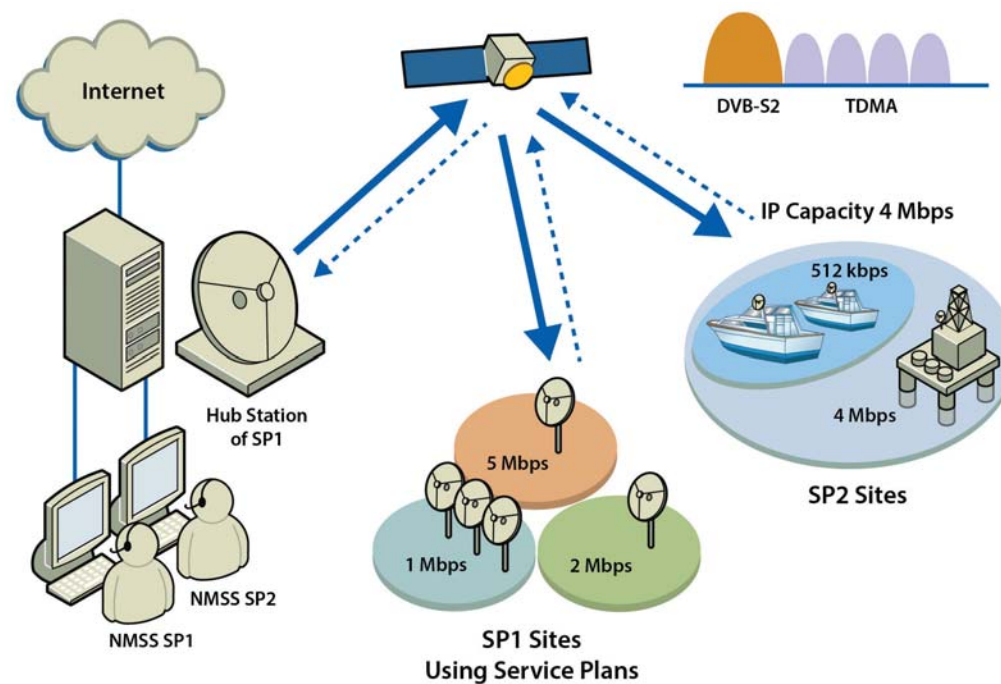 Internet
DVB-S2
TDMA
IP Capacity 4 Mbps
512 kbps
4 Mbps
SP2 Sites
Hub Station
of SP1
5 Mbps
1 Mbps
2 Mbps
NMSS SP2
NMSS SP1
SP1 Sites
Using Service Plans